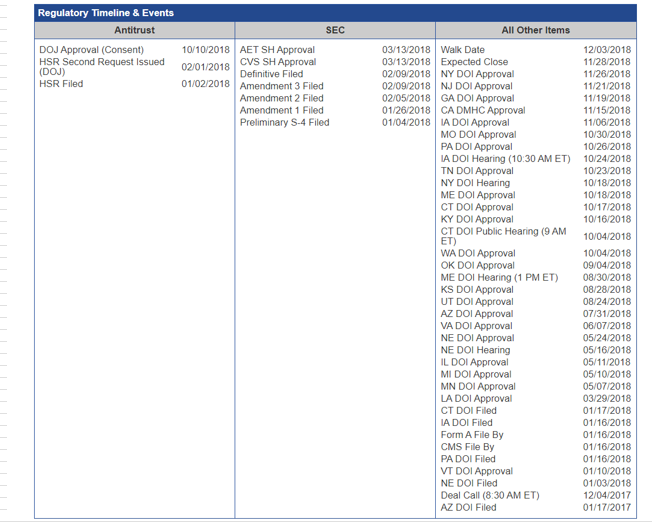 Regulatory Timeline & Events
Antitrust
DOJ Approval (Consent) 10/10/2018
HSR Second Request Issued
(DOJ) 02/01/2018
HSR Filed 01/02/2018
SEC
AET SH Approval 03/13/2018
CVS SH Approval 03/13/2018
Definitive Filed 02/09/2018
Amendment 3 Filed 02/09/2018
Amendment 2 Filed 02/05/2018
Amendment 1 Filed 01/26/2018
Preliminary S-4 Filed 01/04/2018
All Other Items
Walk Date 12/03/2018
Expected Close 11/28/2018
NY DOI Approval 11/26/2018
NJ DOI Approval 11/21/2018
GA DOI Approval 11/19/2018
CA DMHC Approval 11/15/2018
IA DOI Approval 11/06/2018
MO DOI Approval 10/30/2018
PA DOI Approval 10/26/2018
IA DOI Hearing (10:30 AM ET) 10/24/2018
TN DOI Approval 10/23/2018
NY DOI Hearing 10/18/2018
ME DOI Approval 10/18/2018
CT DOI Approval 10/17/2018
KY DOI Approval 10/16/2018
CT DOI Public Hearing (9 AM
ET) 10/04/2018
WA DOI Approval 10/04/2018
OK DOI Approval 09/04/2018
ME DOI Hearing (1 PM ET) 08/30/2018
KS DOI Approval 08/28/2018
UT DOI Approval 08/24/2018
AZ DOI Approval 07/31/2018
VA DOI Approval 06/07/2018
NE DOI Approval 05/24/2018
NE DOI Hearing 05/16/2018
IL DOI Approval 05/11/2018
MI DOI Approval 05/10/2018
MN DOI Approval 05/07/2018
LA DOI Approval 03/29/2018
CT DOI Filed 01/17/2018
IA DOI Filed 01/16/2018
Form A File By 01/16/2018
CMS File By 01/16/2018
PA DOI Filed 01/16/2018
VT DOI Approval 01/10/2018
NE DOI Filed 01/03/2018
Deal Call (8:30 AM ET) 12/04/2017
AZ DOI Filed 01/17/2017